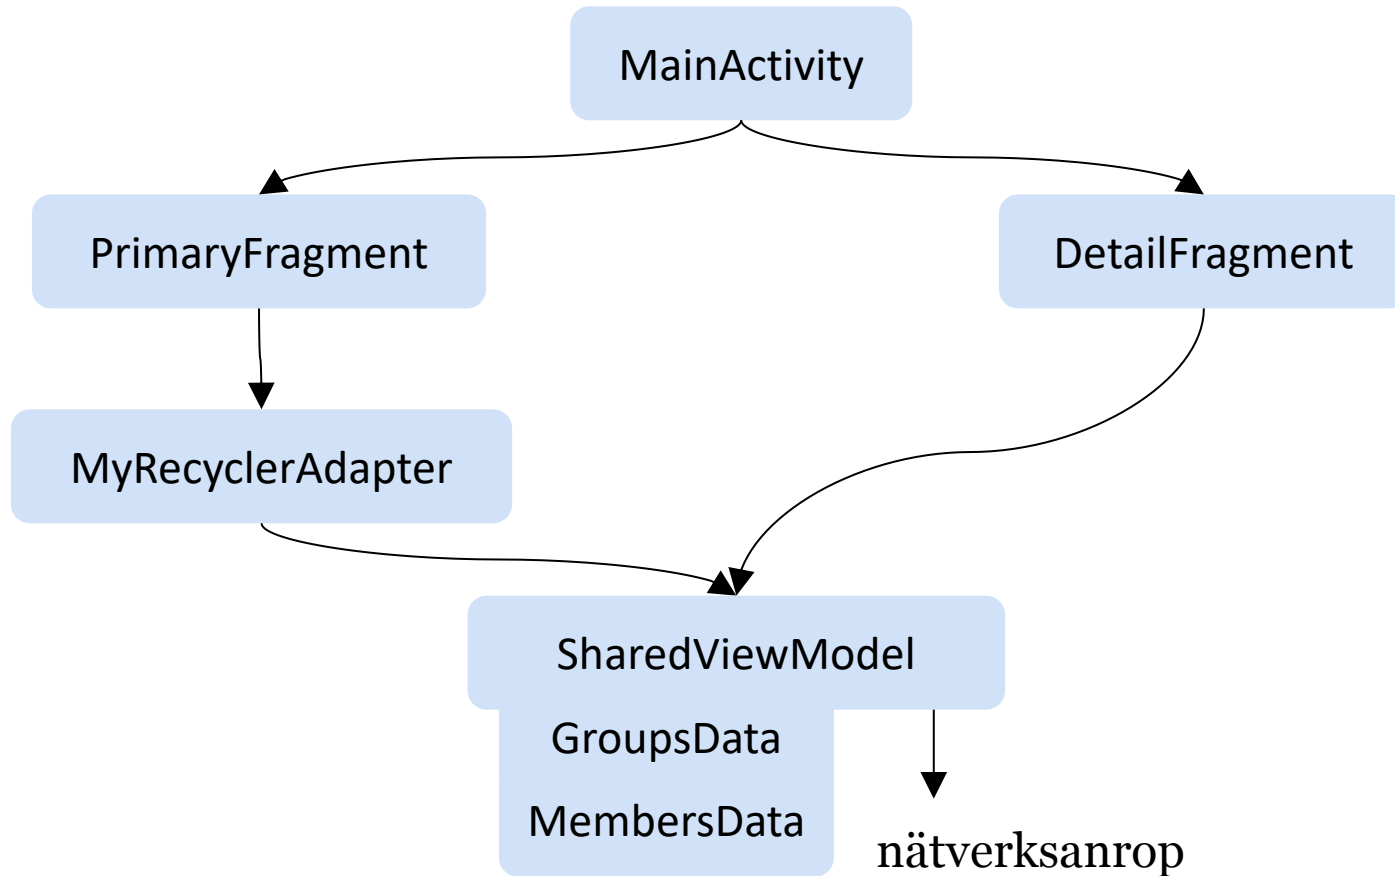 MainActivity
PrimaryFragment
DetailFragment
MyRecyclerAdapter
SharedViewModel
GroupsData
MembersData
nätverksanrop